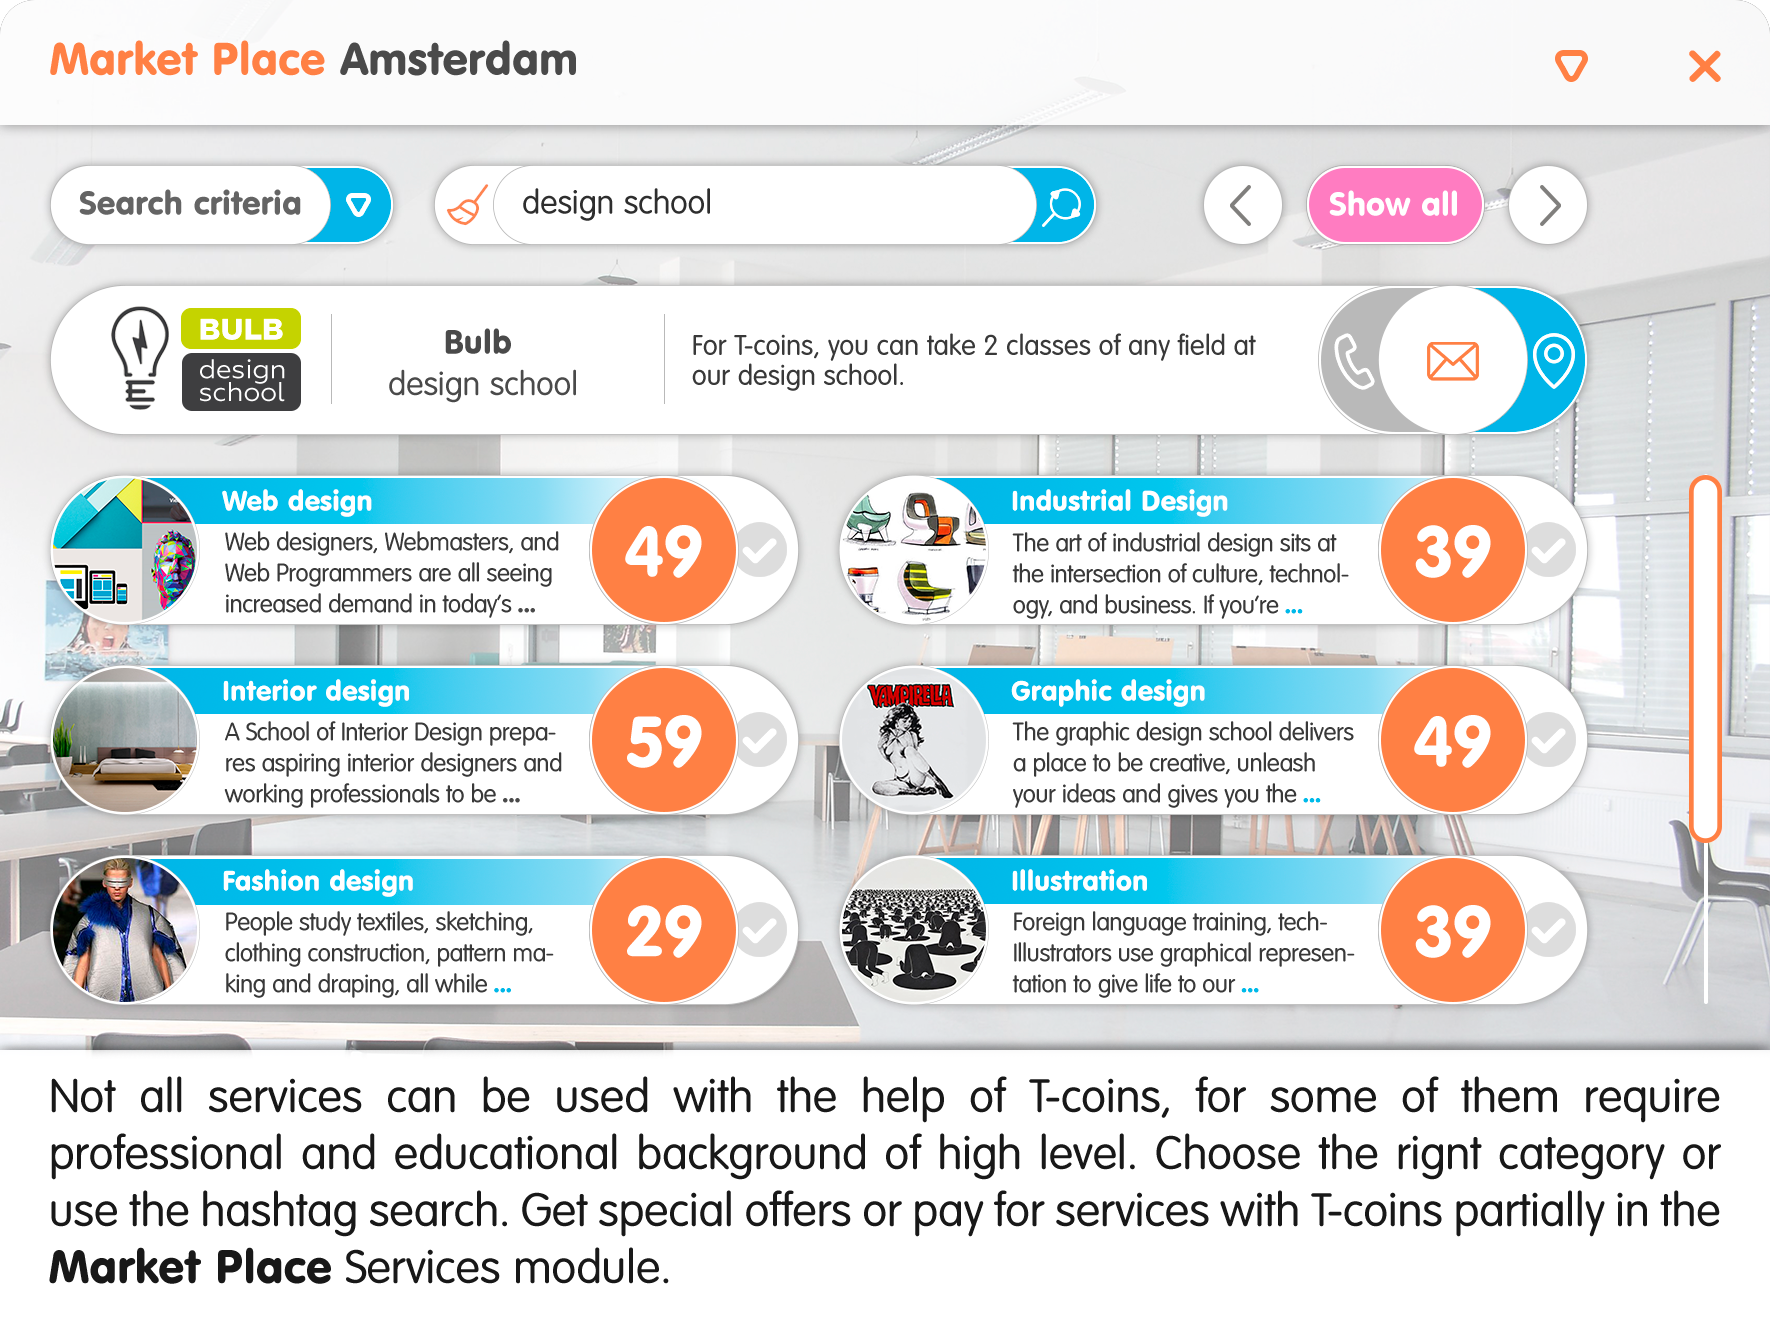 Market Place Amsterdam
Search criteria
design school
Show all
BULB
design
school
Bulb
design school
For T-coins, you can take 2 classes of any field at
our design school.
Web design
Web designers, Webmasters, and
Web Programmers are all seeing
increased demand in today's ...
49
Industrial Design
The art of industrial design sits at
the intersection of culture, technol-
ogy, and business. If you're ...
39
Interior design
A School of Interior Design prepa-
res aspiring interior designers and
working professionals to be ...
59
VAMPIRELLA
Graphic design
The graphic design school delivers
a place to be creative, unleash
your ideas and gives you the ...
49
Fashion design
People study textiles, sketching,
clothing construction, pattern ma-
king and draping, all while ...
29
Illustration
Foreign language training, tech-
Illustrators use graphical represen-
tation to give life to our ...
39
Not all services can be used with the help of T-coins, for some of them require
professional and educational background of high level. Choose the rignt category or
use the hashtag search. Get special offers or pay for services with T-coins partially in the
Market Place Services module.